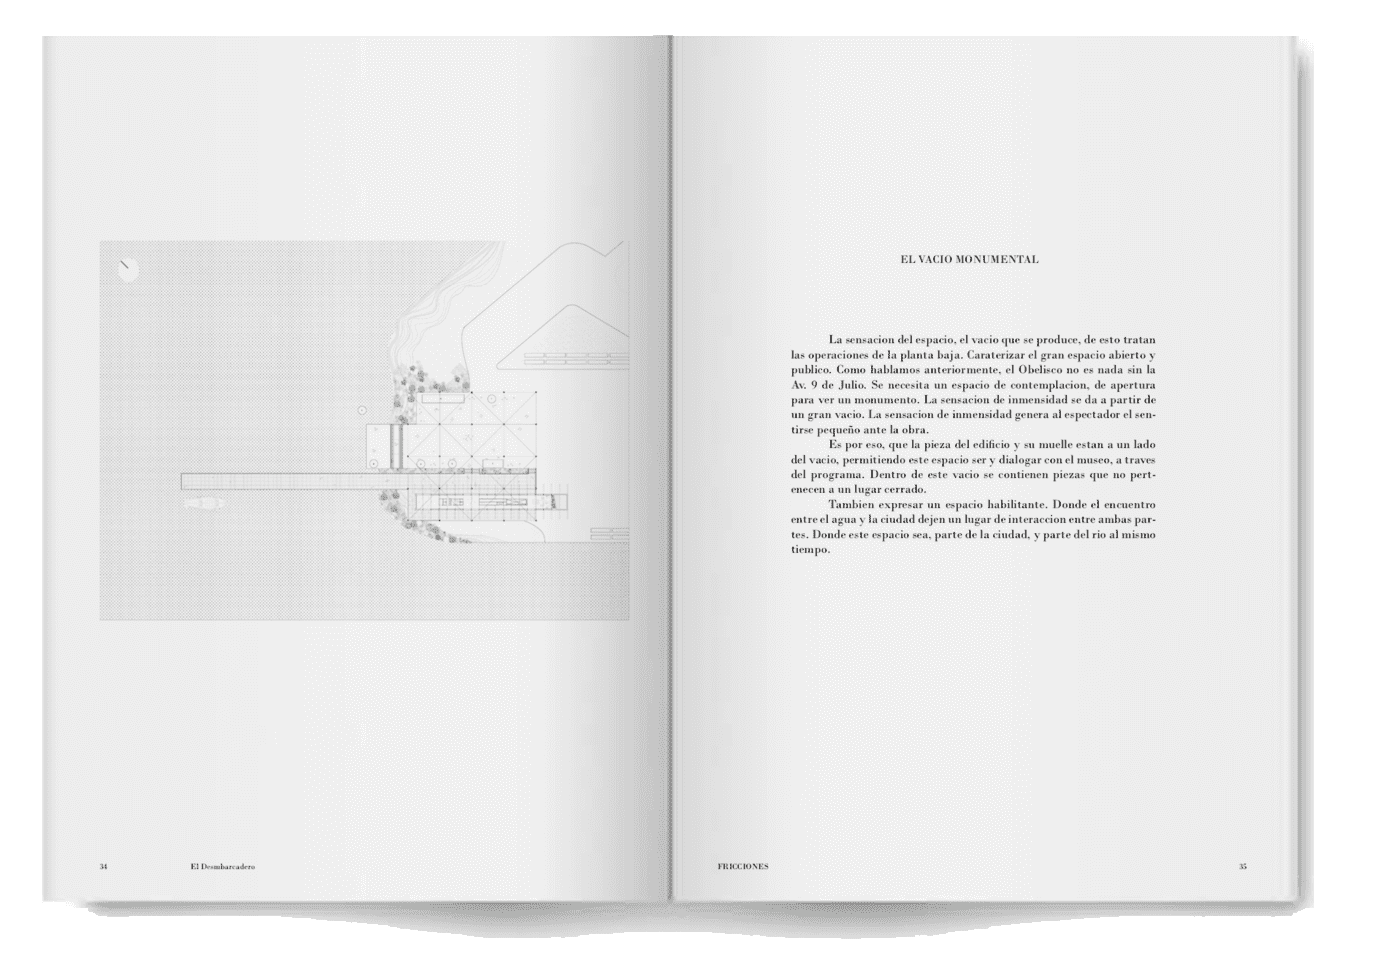 34
El Desmbarcadero
EL VACIO MONUMENTAL
La sensacion del espacio, el vacio que se produce, de esto tratan
las operaciones de la planta baja. Caraterizar el gran espacio abierto y
publico. Como hablamos anteriormente, el Obelisco no es nada sin la
Av. 9 de Julio. Se necesita un espacio de contemplacion, de apertura
para ver un monumento. La sensacion de inmensidad se da a partir de
un gran vacio. La sensacion de inmensidad genera al espectador el sen-
tirse pequeño ante la obra.
Es por eso, que la pieza del edificio y su muelle estan a un lado
del vacio, permitiendo este espacio ser y dialogar con el museo, a traves
del programa. Dentro de este vacio se contienen piezas que no pert-
enecen a un lugar cerrado.
Tambien expresar un espacio habilitante. Donde el encuentro
entre el agua y la ciudad dejen un lugar de interaccion entre ambas par-
tes. Donde este espacio sea, parte de la ciudad, y parte del rio al mismo
tiempo.
FRICCIONES
35